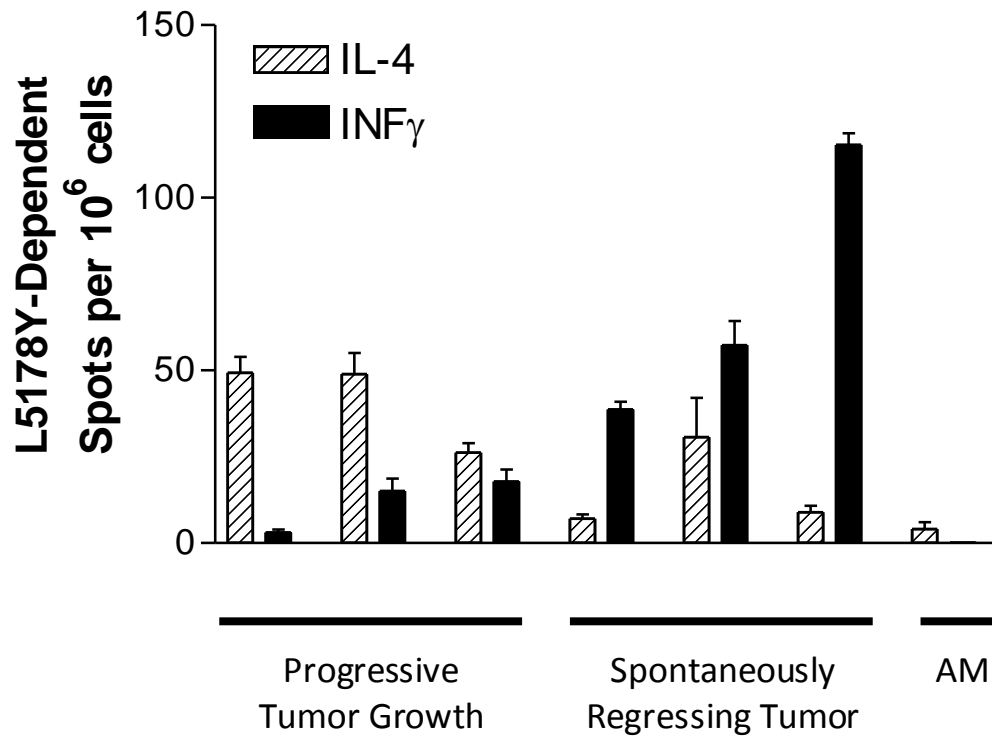 L5178Y-Dependent
Spots per 10⁶ cells
150
100
50
0
IL-4
INFγ
Progressive
Tumor Growth
Spontaneously
Regressing Tumor
AM